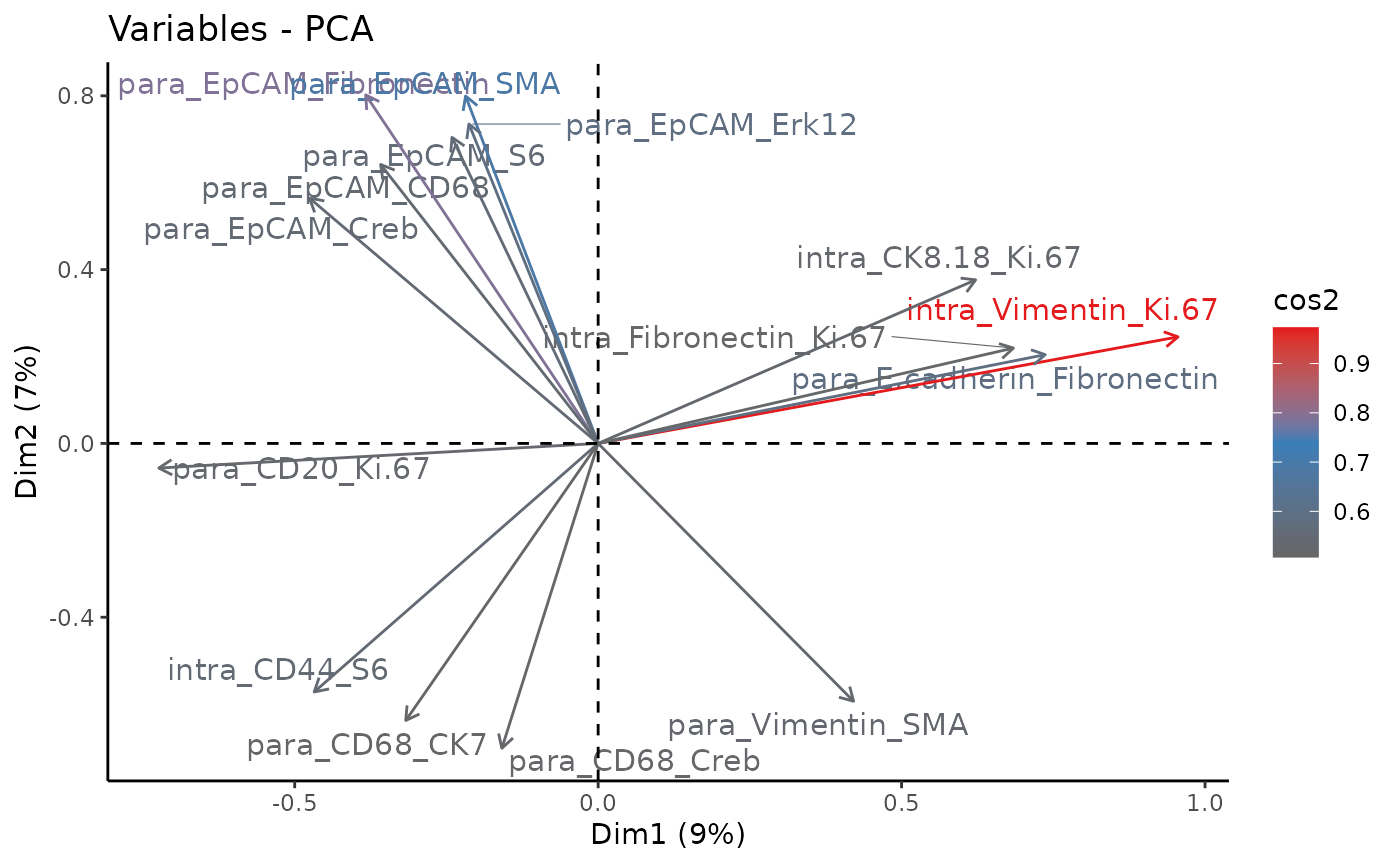 Variables - PCA
para_EpCAM_Fibronectin
para_EpCAM_SMA
para_EpCAM_Erk12
para_EpCAM_S6
para_EpCAM_CD68
para_EpCAM_Creb
intra_CK8.18_Ki.67
intra_Vimentin_Ki.67
intra_Fibronectin_Ki.67
para_E.cadherin_Fibronectin
para_CD20_Ki.67
intra_CD44_S6
para_CD68_CK7
para_CD68_Creb
para_Vimentin_SMA
0.8
0.4
0.0
-0.4
Dim2 (7%)
-0.5
0.0
0.5
1.0
Dim1 (9%)
cos2
0.9
0.8
0.7
0.6